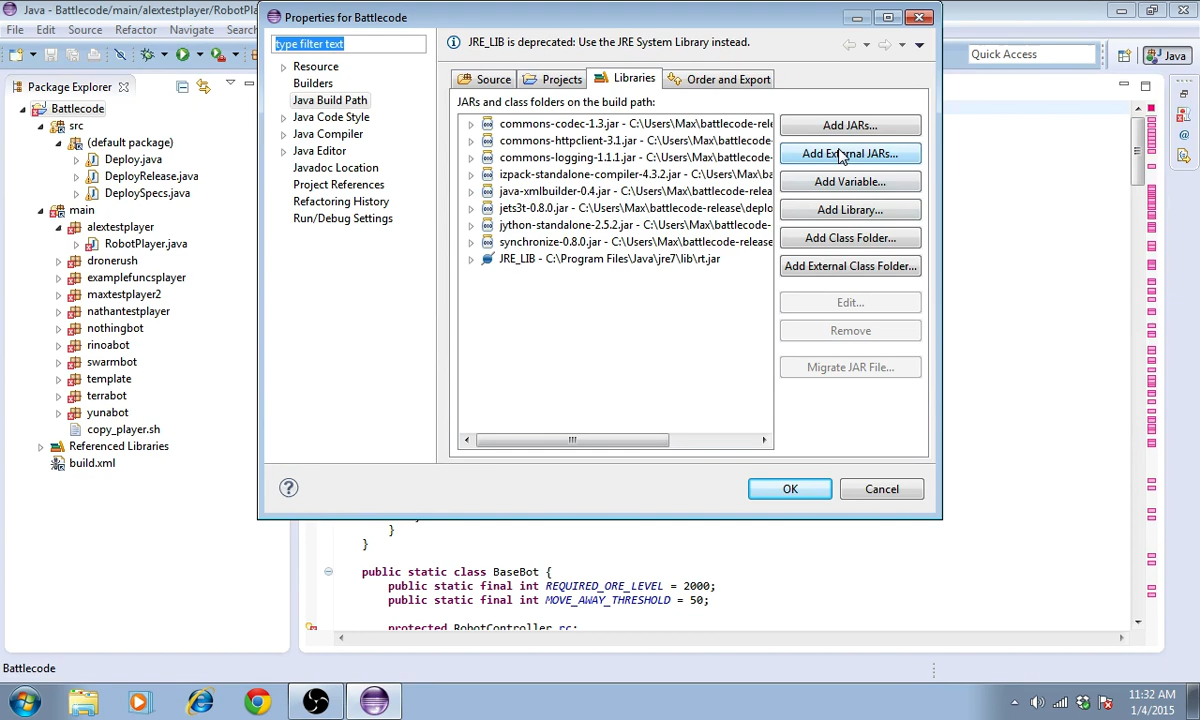 Java - Battlecode/main/alextestplayer/RobotPl
Properties for Battlecode
File Edit Source Refactor Navigate Search
type filter text
JRE_LIB is deprecated: Use the JRE System Library instead.
Quick Access
Java
Package Explorer
Resource
Builders
Java Build Path
Java Code Style
Java Compiler
Java Editor
Javadoc Location
Project References
Refactoring History
Run/Debug Settings
Source Projects Libraries Order and Export
JARs and class folders on the build path:
commons-codec-1.3.jar - C:\Users\Max\battlecode-rele
commons-httpclient-3.1.jar - C:\Users\Max\battlecode
commons-logging-1.1.1.jar - C:\Users\Max\battlecode
izpack-standalone-compiler-4.3.2.jar - C:\Users\Max
java-xmlbuilder-0.4.jar - C:\Users\Max\battlecode-relea
jets3t-0.8.0.jar - C:\Users\Max\battlecode-release\deplo
jython-standalone-2.5.2.jar - C:\Users\Max\battlecode
synchronize-0.8.0.jar - C:\Users\Max\battlecode-release
JRE_LIB - C:\Program Files\Java\jre7\lib\rt.jar
Add JARs...
Add External JARs...
Add Variable...
Add Library...
Add Class Folder...
Add External Class Folder...
Edit...
Remove
Migrate JAR File...
OK
Cancel
Battlecode
src
(default package)
Deploy.java
DeployRelease.java
DeploySpecs.java
main
alextestplayer
RobotPlayer.java
dronerush
examplefuncsplayer
maxtestplayer2
nathantestplayer
nothingbot
rinoabot
swarmbot
template
terrabot
yunabot
copy_player.sh
Referenced Libraries
build.xml
}
}
public static class BaseBot {
public static final int REQUIRED_ORE_LEVEL = 2000;
public static final int MOVE_AWAY_THRESHOLD = 50;
protected RobotController rc;
Battlecode
11:32 AM
1/4/2015